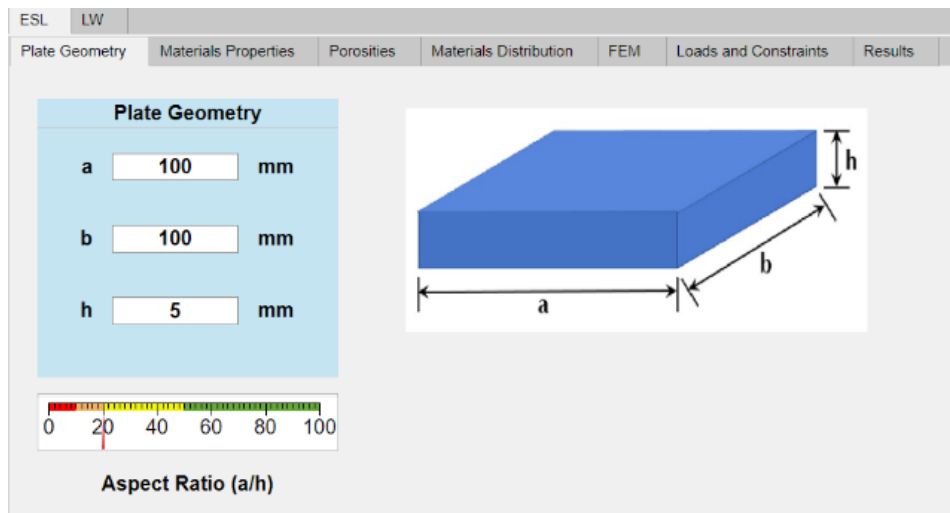 ESL LW
Plate Geometry Materials Properties Porosities Materials Distribution FEM Loads and Constraints Results
Plate Geometry
a 100 mm
b 100 mm
h 5 mm
h
b
a
0 20 40 60 80 100
Aspect Ratio (a/h)